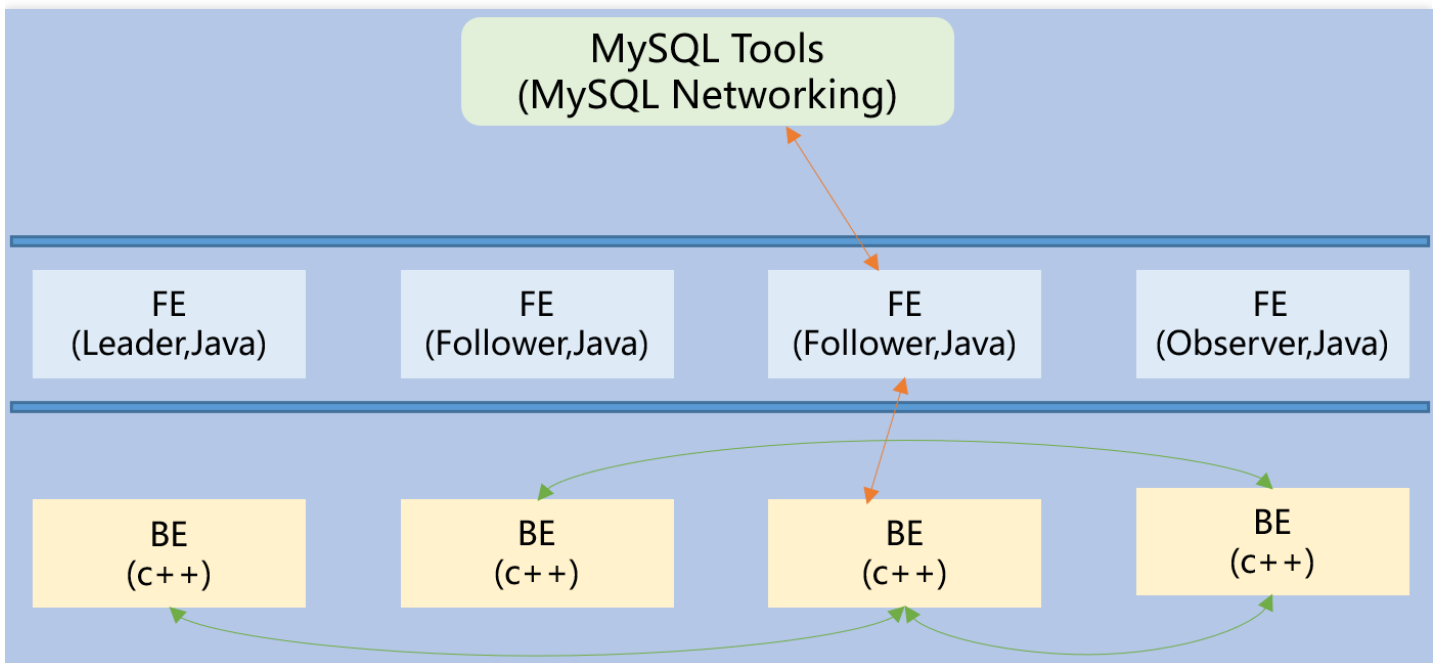 MySQL Tools
(MySQL Networking)
FE
(Leader,Java)
FE
(Follower,Java)
FE
(Follower,Java)
FE
(Observer,Java)
BE
(c++)
BE
(c++)
BE
(c++)
BE
(c++)